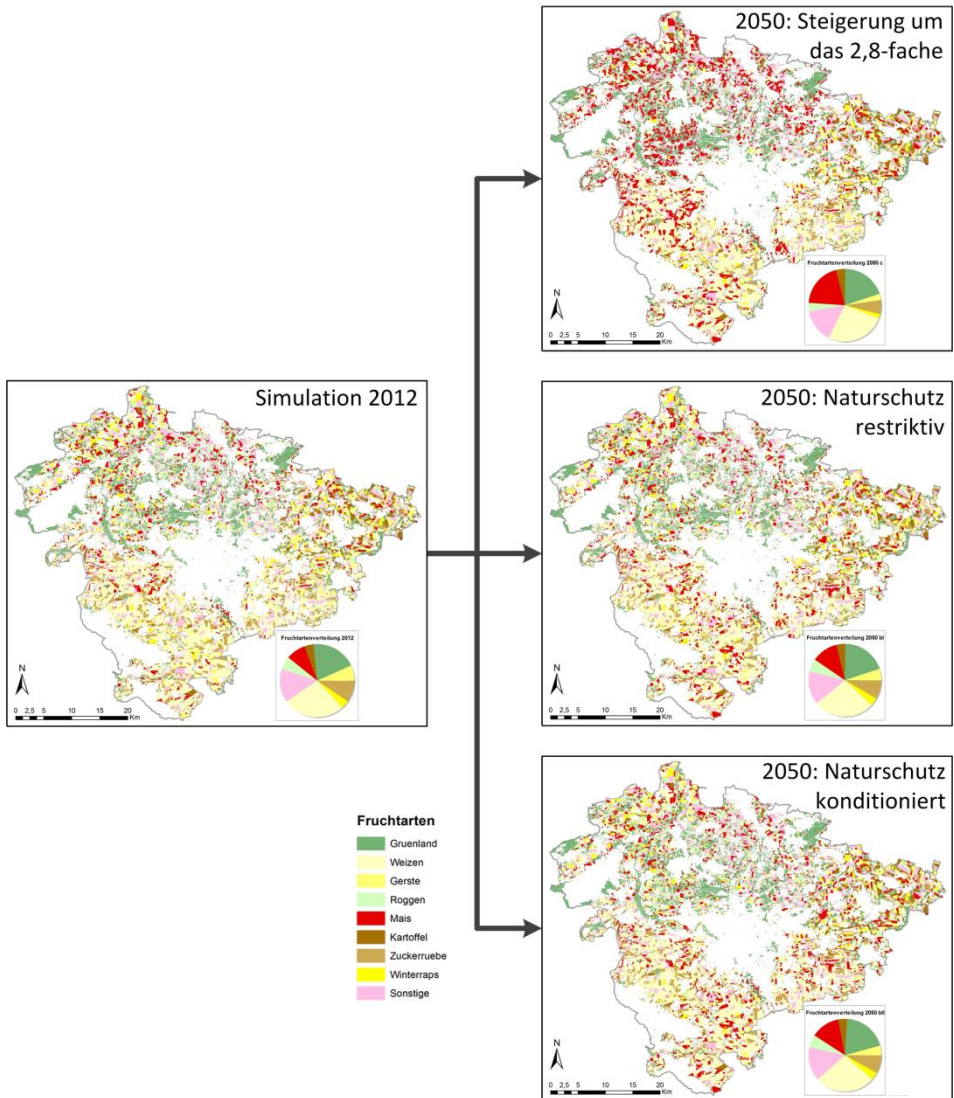 2050: Steigerung um
das 2,8-fache
Fruchtartenverteilung 2050 c
N
0 2,5 5 10 15 20
Km
Simulation 2012
Fruchtartenverteilung 2012
N
0 2,5 5 10 15 20
Km
2050: Naturschutz
restriktiv
Fruchtartenverteilung 2050 bI
N
0 2,5 5 10 15 20
Km
2050: Naturschutz
konditioniert
Fruchtartenverteilung 2050 bII
N
0 2,5 5 10 15 20
Km
Fruchtarten
Gruenland
Weizen
Gerste
Roggen
Mais
Kartoffel
Zuckerruebe
Winterraps
Sonstige